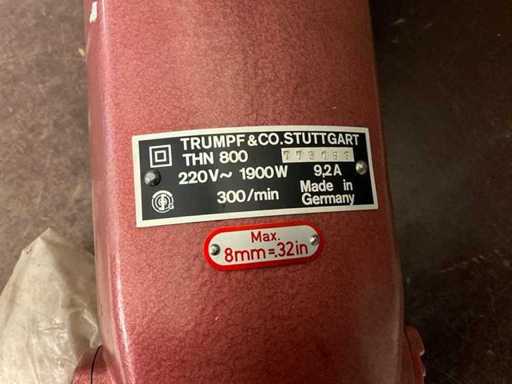 TRUMPF & CO. STUTTGART
THN 800
220V~ 1900W 9,2A
300/min Made in Germany
Max.
8mm=.32in